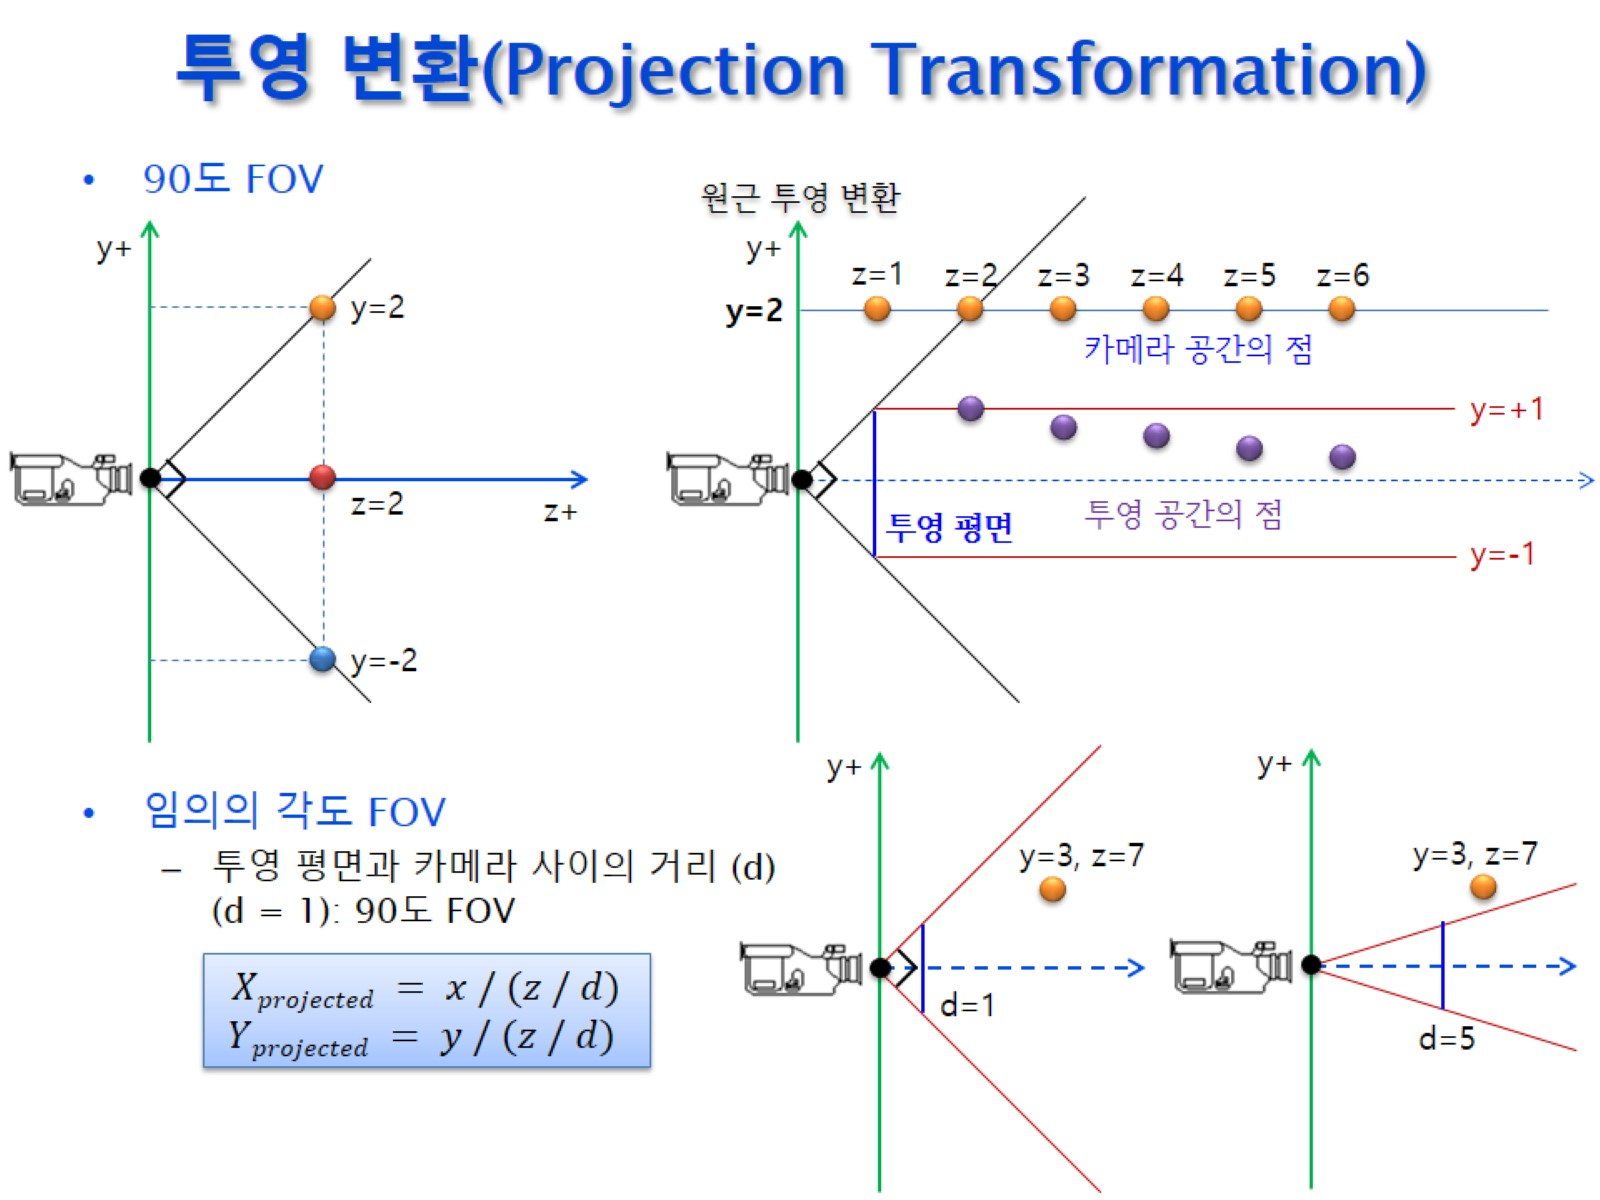 투영 변환(Projection Transformation)
• 90도 FOV
y+
y=2
z=2
z+
y=-2
원근 투영 변환
y+
z=1 z=2 z=3 z=4 z=5 z=6
y=2
카메라 공간의 점
y=+1
투영 평면
투영 공간의 점
y=-1
• 임의의 각도 FOV
– 투영 평면과 카메라 사이의 거리 (d)
(d = 1): 90도 FOV
X projected = x / (z / d)
Y projected = y / (z / d)
y+
y=3, z=7
d=1
y+
y=3, z=7
d=5